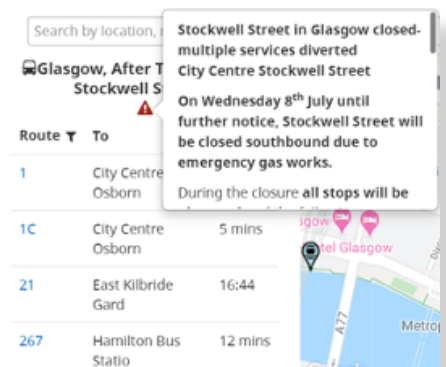 Search by location,
Glasgow, After T
Stockwell S
Route To
1 City Centre
Osborn
1C City Centre 5 mins
Osborn
21 East Kilbride 16:44
Gard
267 Hamilton Bus 12 mins
Statio
Stockwell Street in Glasgow closed-
multiple services diverted
City Centre Stockwell Street
On Wednesday 8th July until
further notice, Stockwell Street will
be closed southbound due to
emergency gas works.
During the closure all stops will be
sgow
tel Glasgow
A77
Metrop